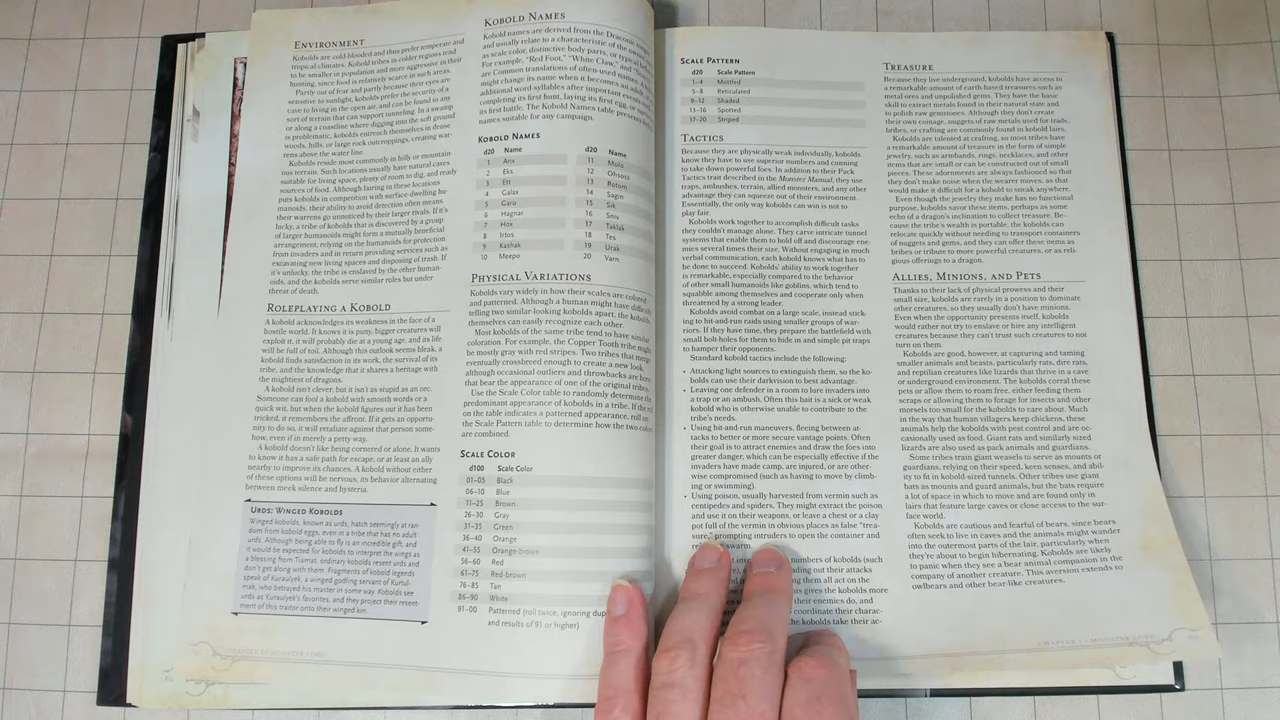 ENVIRONMENT
Kobolds are cold-blooded and thus prefer temperate and
tropical climates. Kobold tribes in colder regions tend
to be smaller in population and more aggressive in their
hunting, since food is relatively scarce in such areas.
Partly out of fear and partly because their eyes are
sensitive to sunlight, kobolds prefer the security of a
cave to living in the open air, and can be found in any
sort of terrain that can support tunneling. In a swamp
or along a coastline where digging into the soft ground
is problematic, kobolds entrench themselves in dense
woods, hills, or large rock outcroppings, creating war-
rens above the water line.
Kobolds reside most commonly in hilly or mountain-
ous terrain. Such locations usually have natural caves
suitable for living space, plenty of room to dig, and ready
sources of food. Although lairing in these locations
puts kobolds in competition with surface-dwelling hu-
manoids, their ability to avoid detection often means
their warrens go unnoticed by their larger rivals. If it's
lucky, a tribe of kobolds that is discovered by a group
of larger humanoids might form a mutually beneficial
arrangement, relying on the humanoids for protection
from invaders and in return providing services such as
excavating new living spaces and disposing of trash. If
it's unlucky, the tribe is enslaved by the other human-
oids, and the kobolds serve similar roles but under
threat of death.
ROLEPLAYING A KOBOLD
A kobold acknowledges its weakness in the face of a
hostile world. It knows it is puny, bigger creatures will
exploit it, it will probably die at a young age, and its life
will be full of toil. Although this outlook seems bleak, a
kobold finds satisfaction in its work, the survival of its
tribe, and the knowledge that it shares a heritage with
the mightiest of dragons.
A kobold isn't clever, but it isn't as stupid as an orc.
Someone can fool a kobold with smooth words or a
quick wit, but when the kobold figures out it has been
tricked, it remembers the affront. If it gets an opportu-
nity to do so, it will retaliate against that person some-
how, even if in merely a petty way.
A kobold doesn't like being cornered or alone. It wants
to know it has a safe path for escape, or at least an ally
nearby to improve its chances. A kobold without either
of these options will be nervous, its behavior alternating
between meek silence and hysteria.
URDS: WINGED KOBOLDS
Winged kobolds, known as urds, hatch seemingly at ran-
dom from kobold eggs, even in a tribe that has no adult
urds. Although being able to fly is an incredible gift, and
it would be expected for kobolds to interpret the wings as
a blessing from Tiamat, ordinary kobolds resent urds and
don't get along with them. Fragments of kobold legends
speak of Kuraulyek, a winged godling servant of Kurtul-
mak, who betrayed his master in some way. Kobolds see
urds as Kuraulyek's favorites, and they project their resent-
ment of this traitor onto their winged kin.
KOBOLD NAMES
Kobold names are derived from the Draconic
and usually relate to a characteristic of the
as scale color, distinctive body parts, or typical
For example, "Red Foot," "White Claw," and
are Common translations of often-used names.
might change its name when it becomes an adult
additional word syllables after important events
completing its first hunt, laying its first egg, or
its first battle. The Kobold Names table presents
names suitable for any campaign.
KOBOLD NAMES
d20 Name d20 Name
1 Arix 11 Molo
2 Eks 12 Ohsoss
3 Ett 13 Rotom
4 Galax 14 Sagin
5 Garu 15 Sik
6 Hagnar 16 Sniv
7 Hox 17 Taklak
8 Irtos 18 Tes
9 Kashak 19 Urak
10 Meepo 20 Varn
PHYSICAL VARIATIONS
Kobolds vary widely in how their scales are colored
and patterned. Although a human might have difficulty
telling two similar-looking kobolds apart, the kobolds
themselves can easily recognize each other.
Most kobolds of the same tribe tend to have similar
coloration. For example, the Copper Tooth tribe might
be mostly gray with red stripes. Two tribes that merge
eventually crossbreed enough to create a new look,
although occasional outliers and throwbacks are born
that bear the appearance of one of the original tribes.
Use the Scale Color table to randomly determine the
predominant appearance of kobolds in a tribe. If the roll
on the table indicates a patterned appearance, roll on
the Scale Pattern table to determine how the two colors
are combined.
SCALE COLOR
d100 Scale Color
01–05 Black
06–10 Blue
11–25 Brown
26–30 Gray
31–35 Green
36–40 Orange
41–55 Orange-brown
56–60 Red
61–75 Red-brown
76–85 Tan
86–90 White
91–00 Patterned (roll twice, ignoring dup
and results of 91 or higher)
SCALE PATTERN
d20 Scale Pattern
1–4 Mottled
5–8 Reticulated
9–12 Shaded
13–16 Spotted
17–20 Striped
TACTICS
Because they are physically weak individually, kobolds
know they have to use superior numbers and cunning
to take down powerful foes. In addition to their Pack
Tactics trait described in the Monster Manual, they use
traps, ambushes, terrain, allied monsters, and any other
advantage they can squeeze out of their environment.
Essentially, the only way kobolds can win is not to
play fair.
Kobolds work together to accomplish difficult tasks
they couldn't manage alone. They carve intricate tunnel
systems that enable them to hold off and discourage ene-
mies several times their size. Without engaging in much
verbal communication, each kobold knows what has to
be done to succeed. Kobolds' ability to work together
is remarkable, especially compared to the behavior
of other small humanoids like goblins, which tend to
squabble among themselves and cooperate only when
threatened by a strong leader.
Kobolds avoid combat on a large scale, instead stick-
ing to hit-and-run raids using smaller groups of war-
riors. If they have time, they prepare the battlefield with
small bolt-holes for them to hide in and simple pit traps
to hamper their opponents.
Standard kobold tactics include the following:
• Attacking light sources to extinguish them, so the ko-
bolds can use their darkvision to best advantage.
• Leaving one defender in a room to lure invaders into
a trap or an ambush. Often this bait is a sick or weak
kobold who is otherwise unable to contribute to the
tribe's needs.
• Using hit-and-run maneuvers, fleeing between at-
tacks to better or more secure vantage points. Often
their goal is to attract enemies and draw the foes into
greater danger, which can be especially effective if the
invaders have made camp, are injured, or are other-
wise compromised (such as having to move by climb-
ing or swimming).
• Using poison, usually harvested from vermin such as
centipedes and spiders. They might extract the poison
and use it on their weapons, or leave a chest or a clay
pot full of the vermin in obvious places as false "trea-
sure," prompting intruders to open the container and
swarm.
numbers of kobolds (such
ding out their attacks
ng them all act on the
is gives the kobolds more
their enemies do, and
coordinate their charac-
the kobolds take their ac-
TREASURE
Because they live underground, kobolds have access to
a remarkable amount of earth-based treasures such as
metal ores and unpolished gems. They have the basic
skill to extract metals found in their natural state and
to polish raw gemstones. Although they don't create
their own coinage, nuggets of raw metals used for trade,
bribes, or crafting are commonly found in kobold lairs.
Kobolds are talented at crafting, so most tribes have
a remarkable amount of treasure in the form of simple
jewelry, such as armbands, rings, necklaces, and other
items that are small or can be constructed out of small
pieces. These adornments are always fashioned so that
they don't make noise when the wearer moves, as that
would make it difficult for a kobold to sneak anywhere.
Even though the jewelry they make has no functional
purpose, kobolds savor these items, perhaps as some
echo of a dragon's inclination to collect treasure. Be-
cause the tribe's wealth is portable, the kobolds can
relocate quickly without needing to transport containers
of nuggets and gems, and they can offer these items as
bribes or tribute to more powerful creatures, or as reli-
gious offerings to a dragon.
ALLIES, MINIONS, AND PETS
Thanks to their lack of physical prowess and their
small size, kobolds are rarely in a position to dominate
other creatures, so they usually don't have minions.
Even when the opportunity presents itself, kobolds
would rather not try to enslave or hire any intelligent
creatures because they can't trust such creatures to not
turn on them.
Kobolds are good, however, at capturing and taming
smaller animals and beasts, particularly rats, dire rats,
and reptilian creatures like lizards that thrive in a cave
or underground environment. The kobolds corral these
pets or allow them to roam free, either feeding them
scraps or allowing them to forage for insects and other
morsels too small for the kobolds to care about. Much
in the way that human villagers keep chickens, these
animals help the kobolds with pest control and are oc-
casionally used as food. Giant rats and similarly sized
lizards are also used as pack animals and guardians.
Some tribes train giant weasels to serve as mounts or
guardians, relying on their speed, keen senses, and abil-
ity to fit in kobold-sized tunnels. Other tribes use giant
bats as mounts and guard animals, but the bats require
a lot of space in which to move and are found only in
lairs that feature large caves or close access to the sur-
face world.
Kobolds are cautious and fearful of bears, since bears
often seek to live in caves and the animals might wander
into the outermost parts of the lair, particularly when
they're about to begin hibernating. Kobolds are likely
to panic when they see a bear animal companion in the
company of another creature. This aversion extends to
owlbears and other bear-like creatures.
CHAPTER 1 | MONSTER LORE
CHAPTER 1 | MONSTER LORE